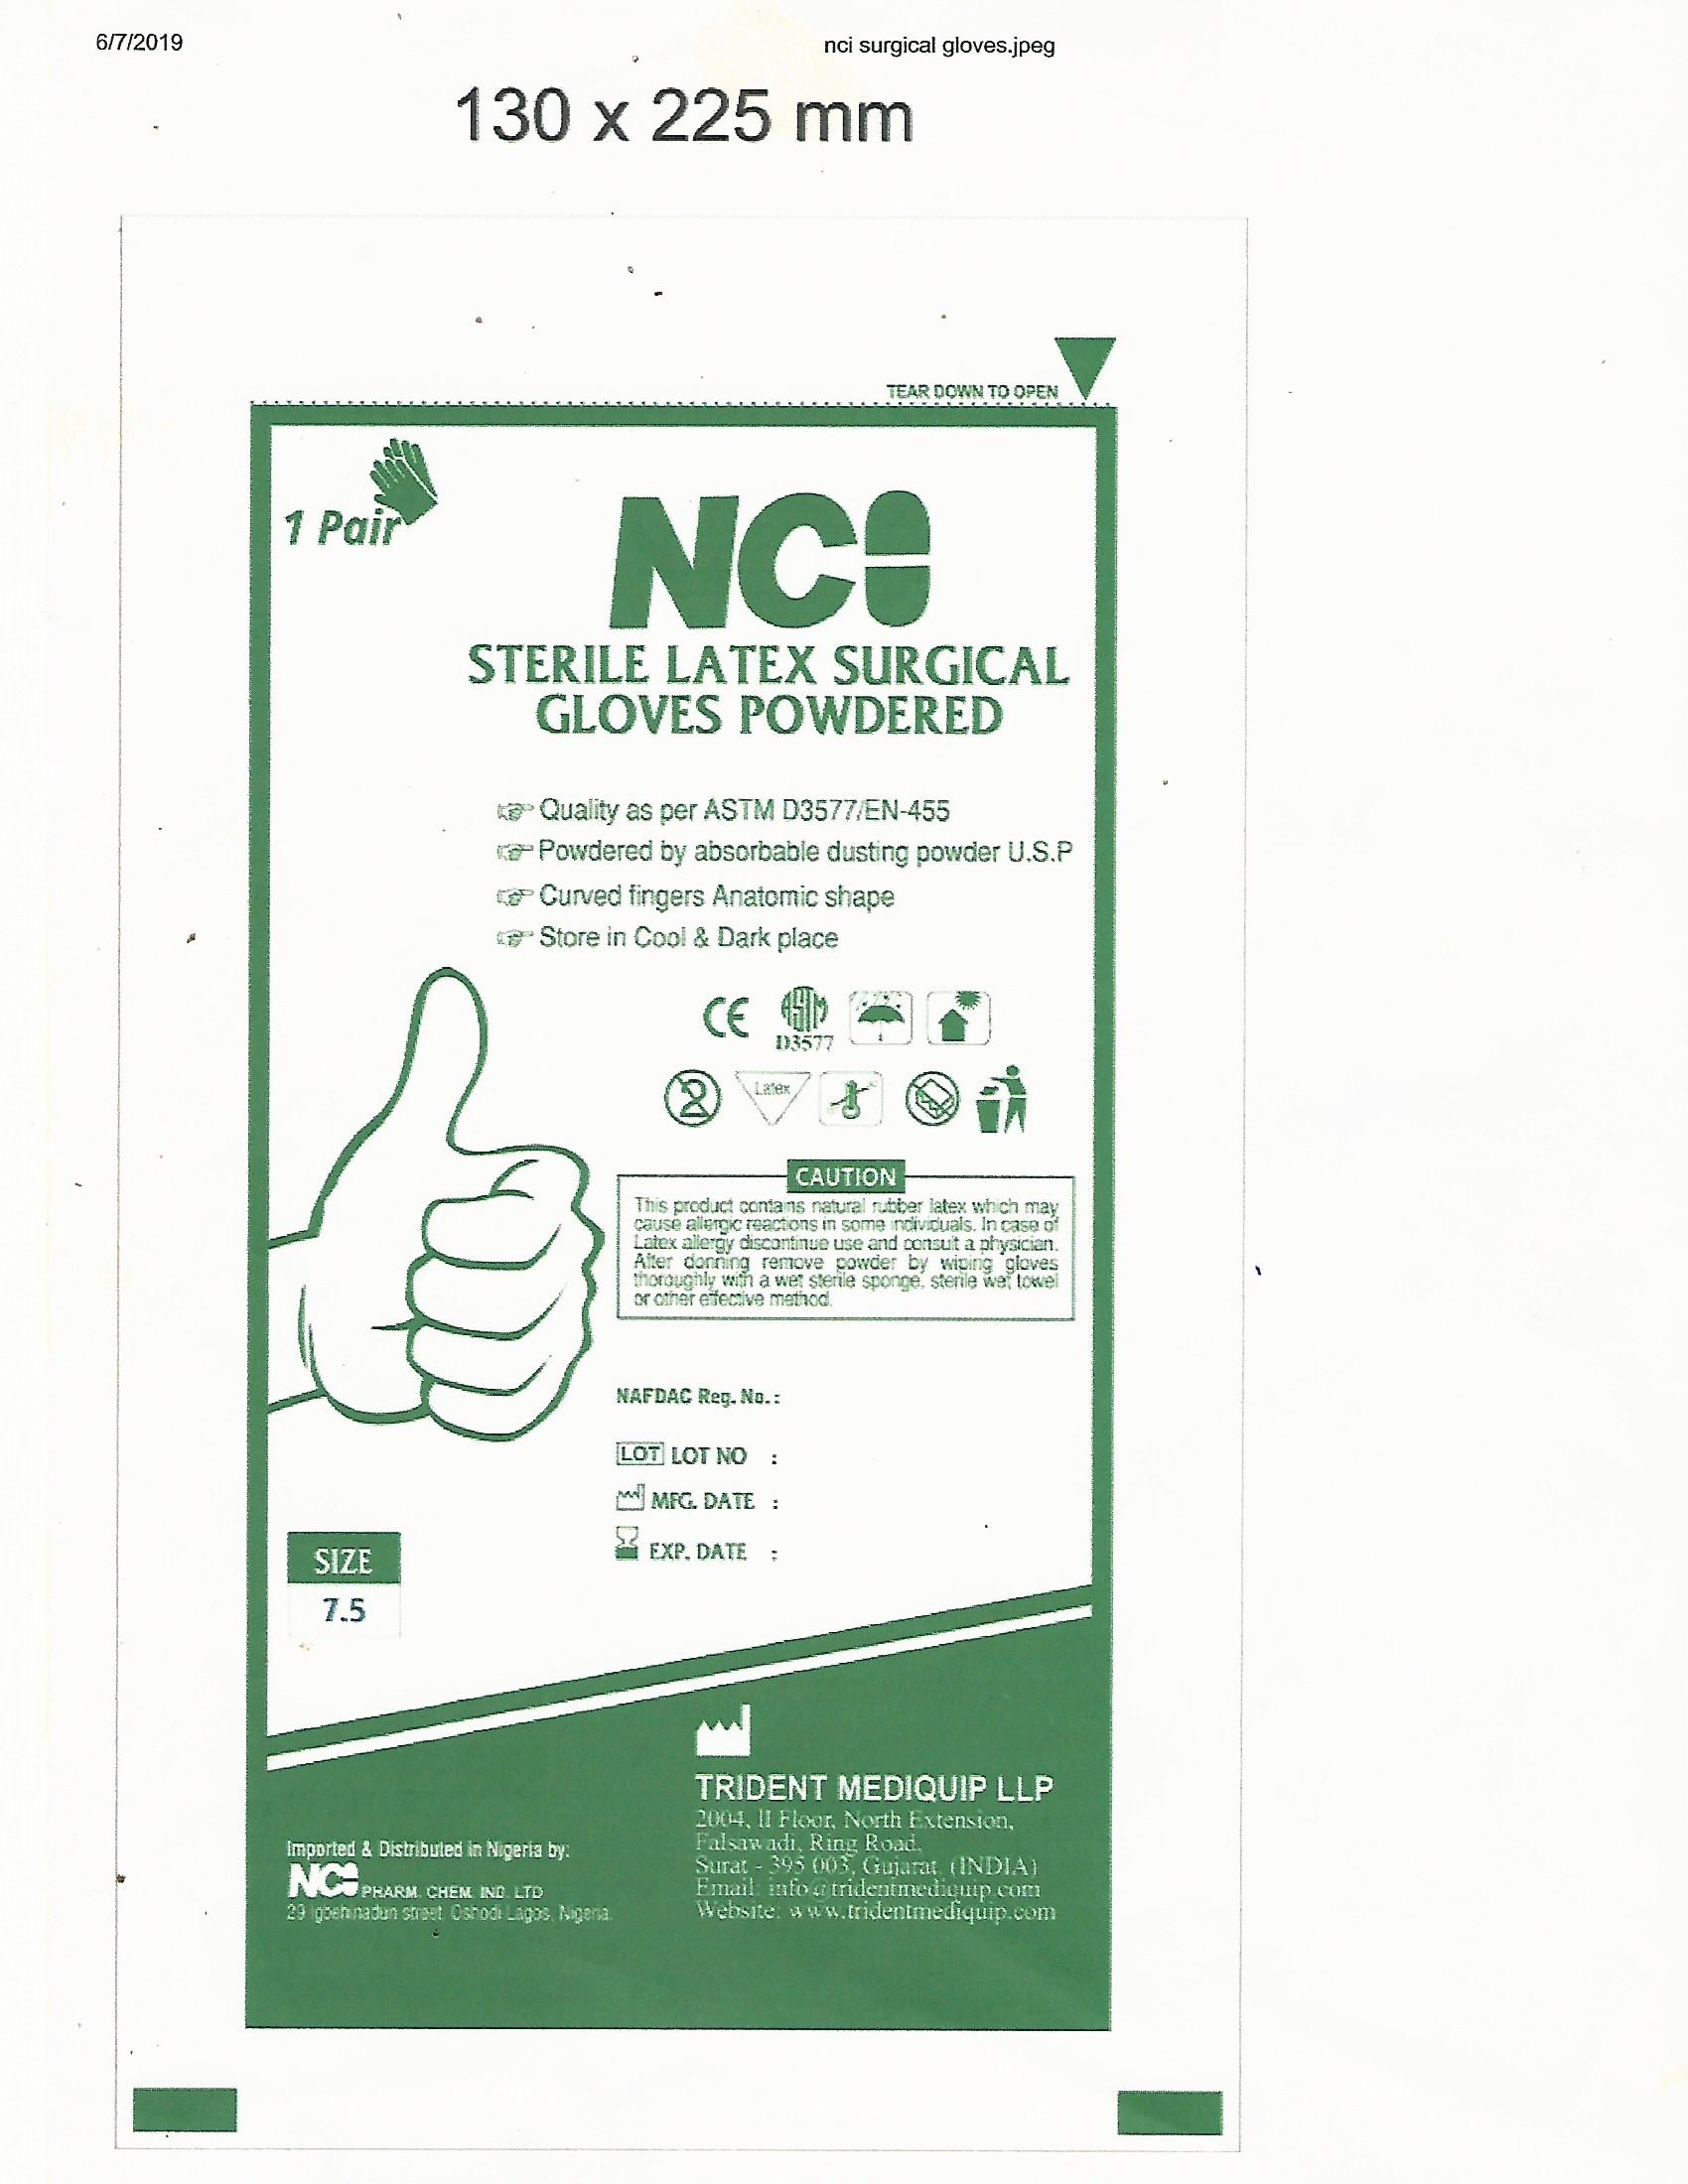 6/7/2019
nci surgical gloves.jpeg
130 x 225 mm
TEAR DOWN TO OPEN
1 Pair
NCI
STERILE LATEX SURGICAL
GLOVES POWDERED
Quality as per ASTM D3577/EN-455
Powdered by absorbable dusting powder U.S.P
Curved fingers Anatomic shape
Store in Cool & Dark place
CE
ASTM
D3577
2
Latex
CAUTION
This product contains natural rubber latex which may
cause allergic reactions in some individuals. In case of
Latex allergy discontinue use and consult a physician.
After donning remove powder by wiping gloves
thoroughly with a wet sterile sponge, sterile wet towel
or other effective method.
NAFDAC Reg. No.:
LOT LOT NO :
MFG. DATE :
EXP. DATE :
SIZE
7.5
TRIDENT MEDIQUIP LLP
2004, II Floor, North Extension,
Falsawadi, Ring Road,
Surat - 395 003, Gujarat. (INDIA)
Email: info@tridentmediquip.com
Website: www.tridentmediquip.com
Imported & Distributed in Nigeria by:
NCI PHARM. CHEM. IND. LTD
29 street Oshodi Lagos, Nigeria.